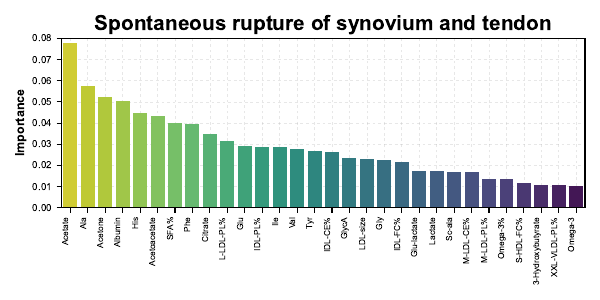 Spontaneous rupture of synovium and tendon
Importance
0.08
0.07
0.06
0.05
0.04
0.03
0.02
0.01
0.00
Acetate
Ala
Acetone
Albumin
His
Acetoacetate
SFA%
Phe
Citrate
L-LDL-PL%
Glu
IDL-PL%
Ile
Val
Tyr
IDL-CE%
GlycA
LDL-size
Gly
IDL-FC%
Glu-lactate
Lactate
Sc-ala
M-LDL-CE%
M-LDL-PL%
Omega-3%
S-HDL-FC%
3-Hydroxybutyrate
XXL-VLDL-PL%
Omega-3